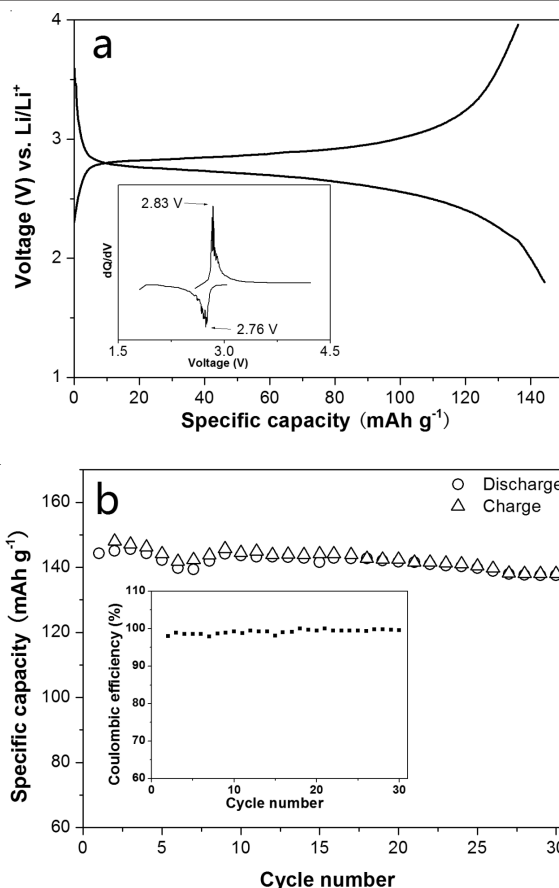 a
Voltage (V) vs. Li/Li+
4
3
2
1
0 20 40 60 80 100 120 140
Specific capacity (mAh g-1)
dQ/dV
2.83 V
2.76 V
1.5 3.0 4.5
Voltage (V)
b
Specific capacity (mAh g-1)
160
140
120
100
80
60
Discharge
Charge
Coulombic efficiency (%)
110
100
90
80
70
60
0 10 20 30
Cycle number
0 5 10 15 20 25 30
Cycle number